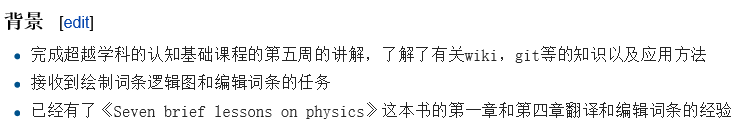 背景 [edit]
完成超越学科的认知基础课程的第五周的讲解，了解了有关wiki，git等的知识以及应用方法
接收到绘制词条逻辑图和编辑词条的任务
已经有了《Seven brief lessons on physics》这本书的第一章和第四章翻译和编辑词条的经验